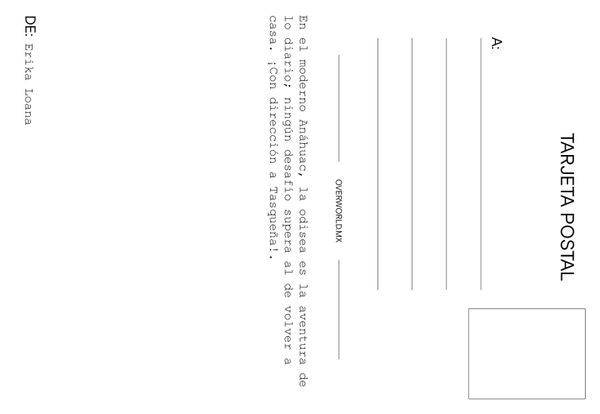 TARJETA POSTAL
A:
OVERWORLD.MX
En el moderno Anáhuac, la odisea es la aventura de
lo diario; ningún desafío supera al de volver a
casa. ¡Con dirección a Tasqueña!.
DE: Erika Loana